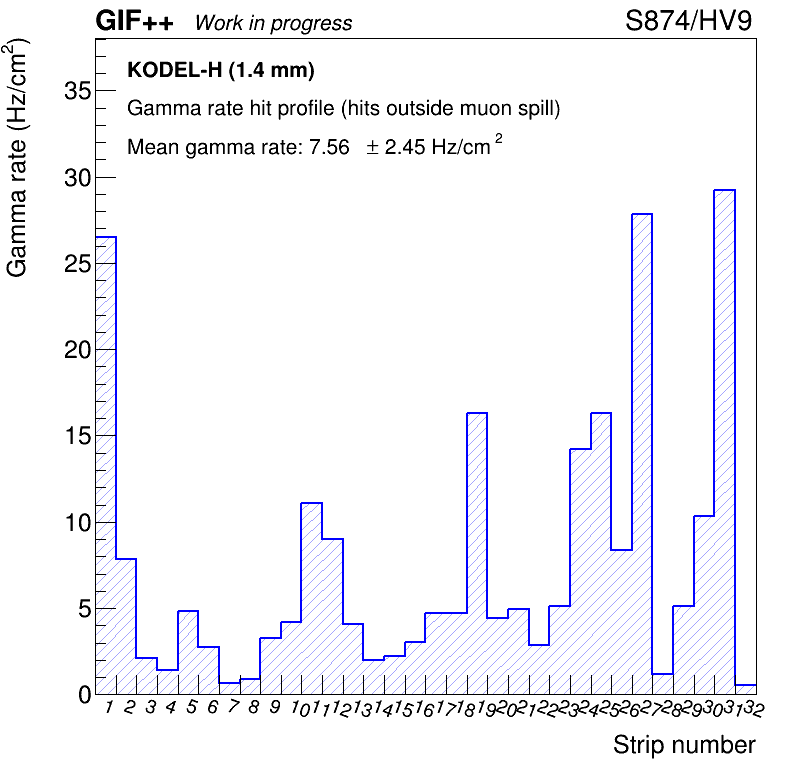 GIF++ Work in progress S874/HV9
Gamma rate (Hz/cm²)
KODEL-H (1.4 mm)
Gamma rate hit profile (hits outside muon spill)
Mean gamma rate: 7.56 ± 2.45 Hz/cm²
35
30
25
20
15
10
5
0
1 2 3 4 5 6 7 8 9 10 11 12 13 14 15 16 17 18 19 20 21 22 23 24 25 26 27 28 29 30 31 32
Strip number